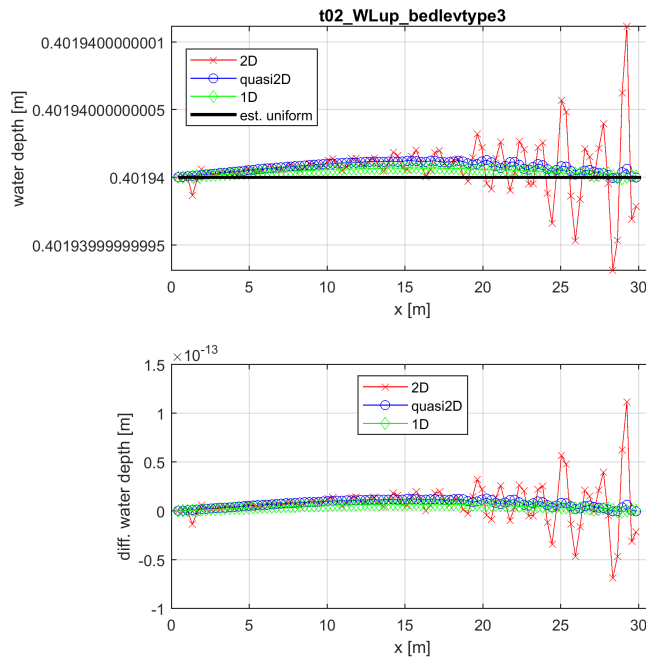 t02_WLup_bedlevtype3
0.4019400000001
0.40194000000005
0.40194
0.40193999999995
water depth [m]
2D
quasi2D
1D
est. uniform
0 5 10 15 20 25 30
x [m]
×10^-13
1.5
1
0.5
0
-0.5
-1
diff. water depth [m]
2D
quasi2D
1D
0 5 10 15 20 25 30
x [m]